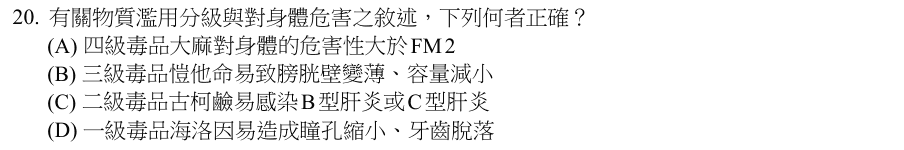 20. 有關物質濫用分級與對身體危害之敘述，下列何者正確？
(A) 四級毒品大麻對身體的危害性大於FM2
(B) 三級毒品愷他命易致膀胱壁變薄、容量減小
(C) 二級毒品古柯鹼易感染B型肝炎或C型肝炎
(D) 一級毒品海洛因易造成瞳孔縮小、牙齒脫落